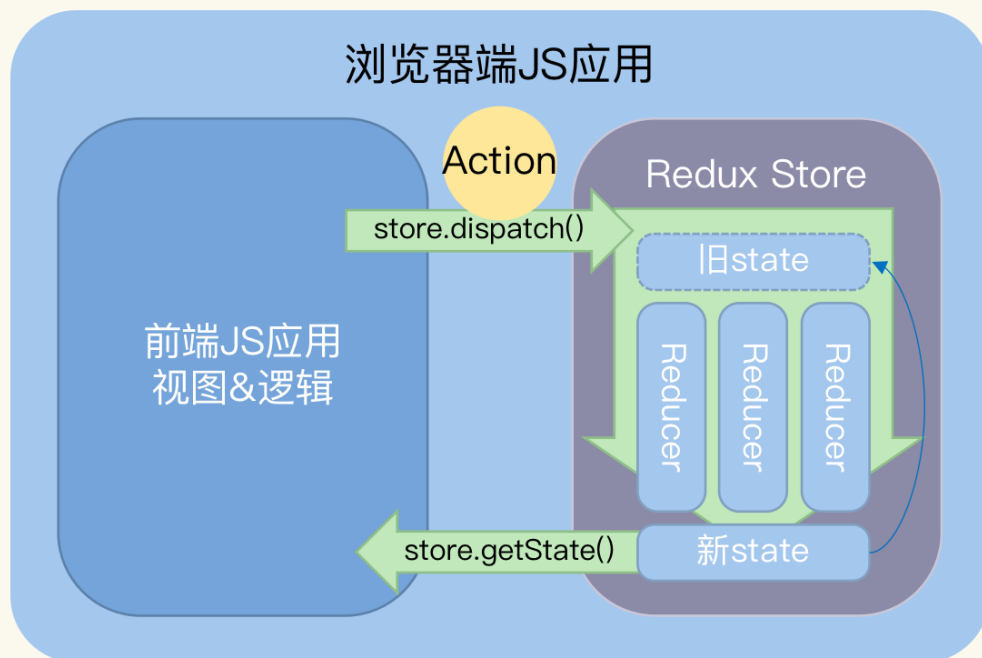 浏览器端JS应用
Action
Redux Store
store.dispatch()
旧state
前端JS应用
视图&逻辑
Reducer
Reducer
Reducer
store.getState()
新state